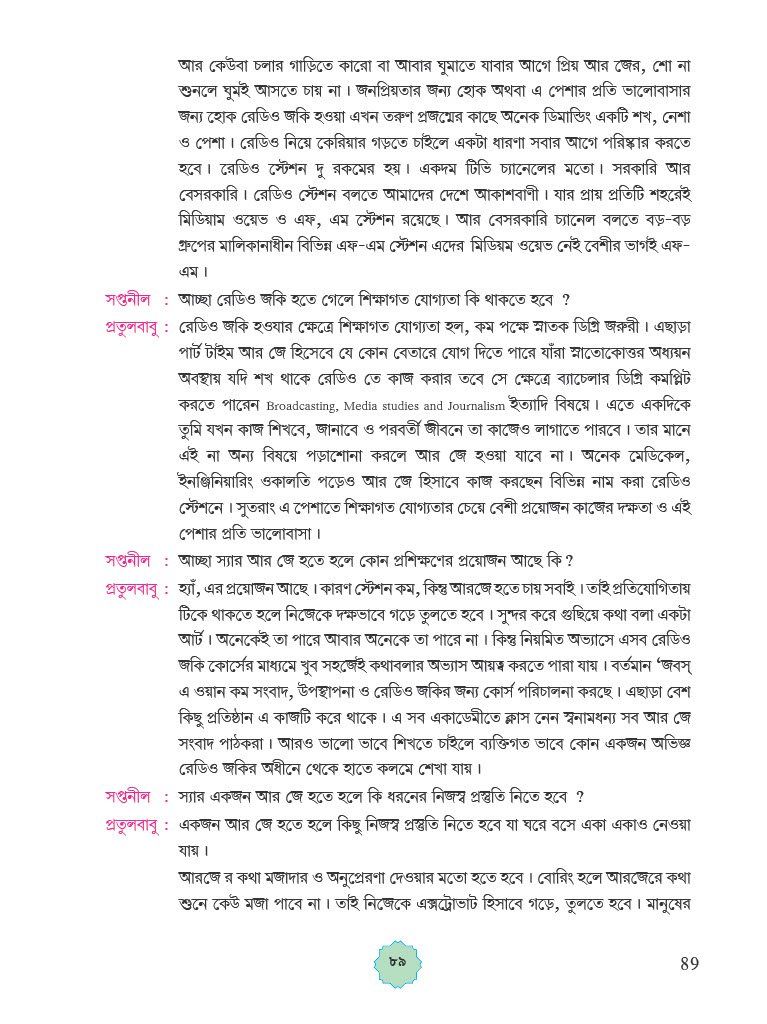 আর কেউবা চলার গাড়িতে কারো বা আবার ঘুমাতে যাবার আগে প্রিয় আর জের, শো না
শুনলে ঘুমই আসতে চায় না। জনপ্রিয়তার জন্য হোক অথবা এ পেশার প্রতি ভালোবাসার
জন্য হোক রেডিও জকি হওয়া এখন তরুণ প্রজন্মের কাছে অনেক ডিমান্ডিং একটি শখ, নেশা
ও পেশা। রেডিও নিয়ে কেরিয়ার গড়তে চাইলে একটা ধারণা সবার আগে পরিস্কার করতে
হবে। রেডিও স্টেশন দু রকমের হয়। একদম টিভি চ্যানেলের মতো। সরকারি আর
বেসরকারি। রেডিও স্টেশন বলতে আমাদের দেশে আকাশবাণী। যার প্রায় প্রতিটি শহরেই
মিডিয়াম ওয়েভ ও এফ, এম স্টেশন রয়েছে। আর বেসরকারি চ্যানেল বলতে বড়-বড়
গ্রুপের মালিকানাধীন বিভিন্ন এফ-এম স্টেশন এদের মিডিয়ম ওয়েভ নেই বেশীর ভাগই এফ-
এম।
সপ্তনীল : আচ্ছা রেডিও জকি হতে গেলে শিক্ষাগত যোগ্যতা কি থাকতে হবে ?
প্রতুলবাবু : রেডিও জকি হওযার ক্ষেত্রে শিক্ষাগত যোগ্যতা হল, কম পক্ষে স্নাতক ডিগ্রি জরুরী। এছাড়া
পার্ট টাইম আর জে হিসেবে যে কোন বেতারে যোগ দিতে পারে যাঁরা স্নাতোকোত্তর অধ্যয়ন
অবস্থায় যদি শখ থাকে রেডিও তে কাজ করার তবে সে ক্ষেত্রে ব্যাচেলার ডিগ্রি কমপ্লিট
করতে পারেন Broadcasting, Media studies and Journalism ইত্যাদি বিষয়ে। এতে একদিকে
তুমি যখন কাজ শিখবে, জানাবে ও পরবর্তী জীবনে তা কাজেও লাগাতে পারবে। তার মানে
এই না অন্য বিষয়ে পড়াশোনা করলে আর জে হওয়া যাবে না। অনেক মেডিকেল,
ইনঞ্জিনিয়ারিং ওকালতি পড়েও আর জে হিসাবে কাজ করছেন বিভিন্ন নাম করা রেডিও
স্টেশনে। সুতরাং এ পেশাতে শিক্ষাগত যোগ্যতার চেয়ে বেশী প্রয়োজন কাজের দক্ষতা ও এই
পেশার প্রতি ভালোবাসা।
সপ্তনীল : আচ্ছা স্যার আর জে হতে হলে কোন প্রশিক্ষণের প্রয়োজন আছে কি ?
প্রতুলবাবু : হ্যাঁ, এর প্রয়োজন আছে। কারণ স্টেশন কম, কিন্তু আরজে হতে চায় সবাই। তাই প্রতিযোগিতায়
টিকে থাকতে হলে নিজেকে দক্ষভাবে গড়ে তুলতে হবে। সুন্দর করে গুছিয়ে কথা বলা একটা
আর্ট। অনেকেই তা পারে আবার অনেকে তা পারে না। কিন্তু নিয়মিত অভ্যাসে এসব রেডিও
জকি কোর্সের মাধ্যমে খুব সহজেই কথাবলার অভ্যাস আয়ত্ব করতে পারা যায়। বর্তমান ‘জবস্
এ ওয়ান কম সংবাদ, উপস্থাপনা ও রেডিও জকির জন্য কোর্স পরিচালনা করছে। এছাড়া বেশ
কিছু প্রতিষ্ঠান এ কাজটি করে থাকে। এ সব একাডেমীতে ক্লাস নেন স্বনামধন্য সব আর জে
সংবাদ পাঠকরা। আরও ভালো ভাবে শিখতে চাইলে ব্যক্তিগত ভাবে কোন একজন অভিজ্ঞ
রেডিও জকির অধীনে থেকে হাতে কলমে শেখা যায়।
সপ্তনীল : স্যার একজন আর জে হতে হলে কি ধরনের নিজস্ব প্রস্তুতি নিতে হবে ?
প্রতুলবাবু : একজন আর জে হতে হলে কিছু নিজস্ব প্রস্তুতি নিতে হবে যা ঘরে বসে একা একাও নেওয়া
যায়।
আরজে র কথা মজাদার ও অনুপ্রেরণা দেওয়ার মতো হতে হবে। বোরিং হলে আরজেরে কথা
শুনে কেউ মজা পাবে না। তাই নিজেকে এক্সট্রোভাট হিসাবে গড়ে, তুলতে হবে। মানুষের
৮৯
89